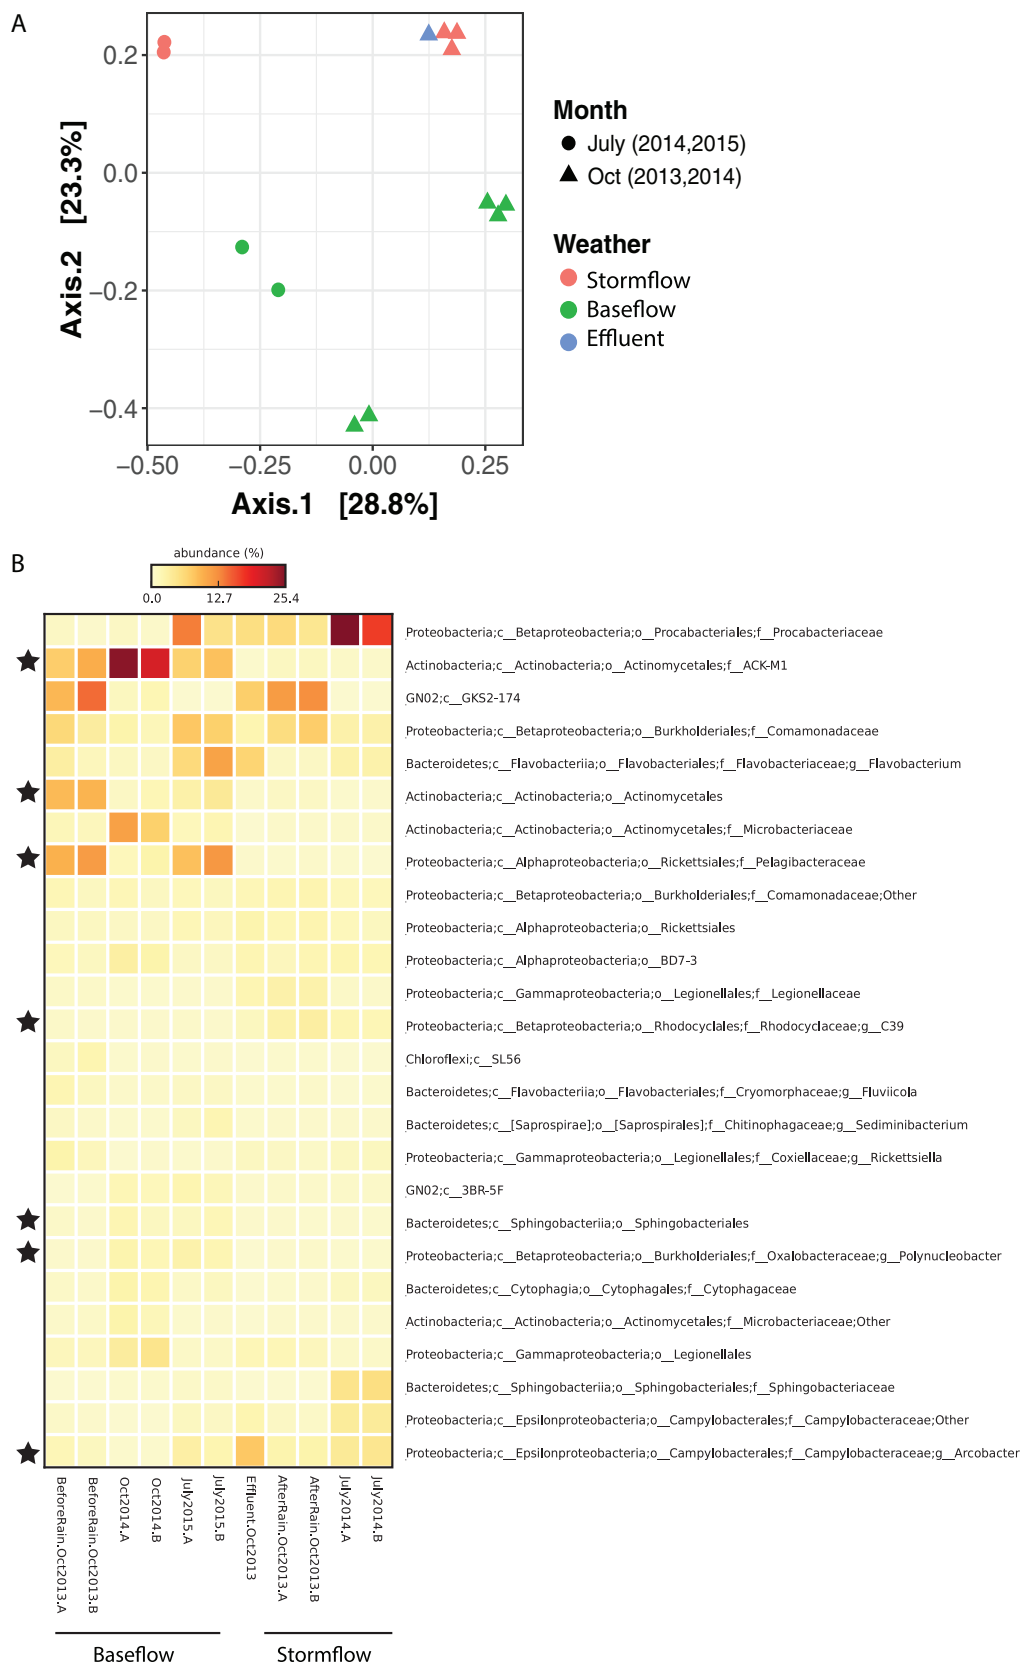 A
0.2
0.0
−0.2
−0.4
Axis.2 [23.3%]
−0.50 −0.25 0.00 0.25
Axis.1 [28.8%]
Month
July (2014,2015)
Oct (2013,2014)
Weather
Stormflow
Baseflow
Effluent
B
abundance (%)
0.0 12.7 25.4
Proteobacteria;c__Betaproteobacteria;o__Procabacteriales;f__Procabacteriaceae
Actinobacteria;c__Actinobacteria;o__Actinomycetales;f__ACK-M1
GN02;c__GKS2-174
Proteobacteria;c__Betaproteobacteria;o__Burkholderiales;f__Comamonadaceae
Bacteroidetes;c__Flavobacteriia;o__Flavobacteriales;f__Flavobacteriaceae;g__Flavobacterium
Actinobacteria;c__Actinobacteria;o__Actinomycetales
Actinobacteria;c__Actinobacteria;o__Actinomycetales;f__Microbacteriaceae
Proteobacteria;c__Alphaproteobacteria;o__Rickettsiales;f__Pelagibacteraceae
Proteobacteria;c__Betaproteobacteria;o__Burkholderiales;f__Comamonadaceae;Other
Proteobacteria;c__Alphaproteobacteria;o__Rickettsiales
Proteobacteria;c__Alphaproteobacteria;o__BD7-3
Proteobacteria;c__Gammaproteobacteria;o__Legionellales;f__Legionellaceae
Proteobacteria;c__Betaproteobacteria;o__Rhodocyclales;f__Rhodocyclaceae;g__C39
Chloroflexi;c__SL56
Bacteroidetes;c__Flavobacteriia;o__Flavobacteriales;f__Cryomorphaceae;g__Fluviicola
Bacteroidetes;c__[Saprospirae];o__[Saprospirales];f__Chitinophagaceae;g__Sediminibacterium
Proteobacteria;c__Gammaproteobacteria;o__Legionellales;f__Coxiellaceae;g__Rickettsiella
GN02;c__3BR-5F
Bacteroidetes;c__Sphingobacteriia;o__Sphingobacteriales
Proteobacteria;c__Betaproteobacteria;o__Burkholderiales;f__Oxalobacteraceae;g__Polynucleobacter
Bacteroidetes;c__Cytophagia;o__Cytophagales;f__Cytophagaceae
Actinobacteria;c__Actinobacteria;o__Actinomycetales;f__Microbacteriaceae;Other
Proteobacteria;c__Gammaproteobacteria;o__Legionellales
Bacteroidetes;c__Sphingobacteriia;o__Sphingobacteriales;f__Sphingobacteriaceae
Proteobacteria;c__Epsilonproteobacteria;o__Campylobacterales;f__Campylobacteraceae;Other
Proteobacteria;c__Epsilonproteobacteria;o__Campylobacterales;f__Campylobacteraceae;g__Arcobacter
BeforeRain.Oct2013.A
BeforeRain.Oct2013.B
Oct2014.A
Oct2014.B
July2015.A
July2015.B
Effluent.Oct2013
AfterRain.Oct2013.A
AfterRain.Oct2013.B
July2014.A
July2014.B
Baseflow
Stormflow